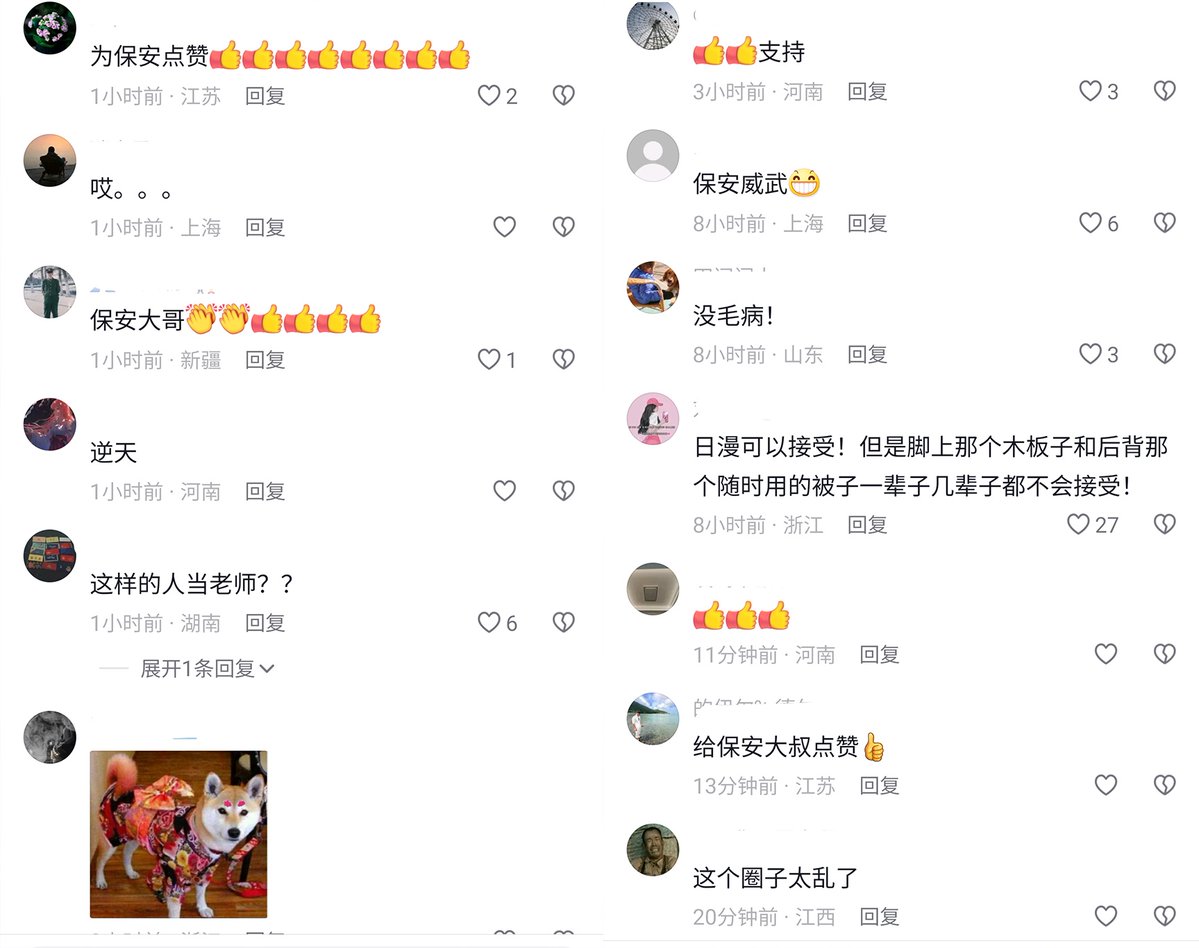 为保安点赞👍👍👍👍👍👍👍👍
1小时前 · 江苏 回复 2
哎。。。
1小时前 · 上海 回复
保安大哥👏👏👍👍👍👍
1小时前 · 新疆 回复 1
逆天
1小时前 · 河南 回复
这样的人当老师？？
1小时前 · 湖南 回复 6
展开1条回复
👍👍支持
3小时前 · 河南 回复 3
保安威武😁
8小时前 · 上海 回复 6
没毛病！
8小时前 · 山东 回复 3
日漫可以接受！但是脚上那个木板子和后背那
个随时用的被子一辈子几辈子都不会接受！
8小时前 · 浙江 回复 27
👍👍👍
11分钟前 · 河南 回复
给保安大叔点赞👍
13分钟前 · 江苏 回复
这个圈子太乱了
20分钟前 · 江西 回复